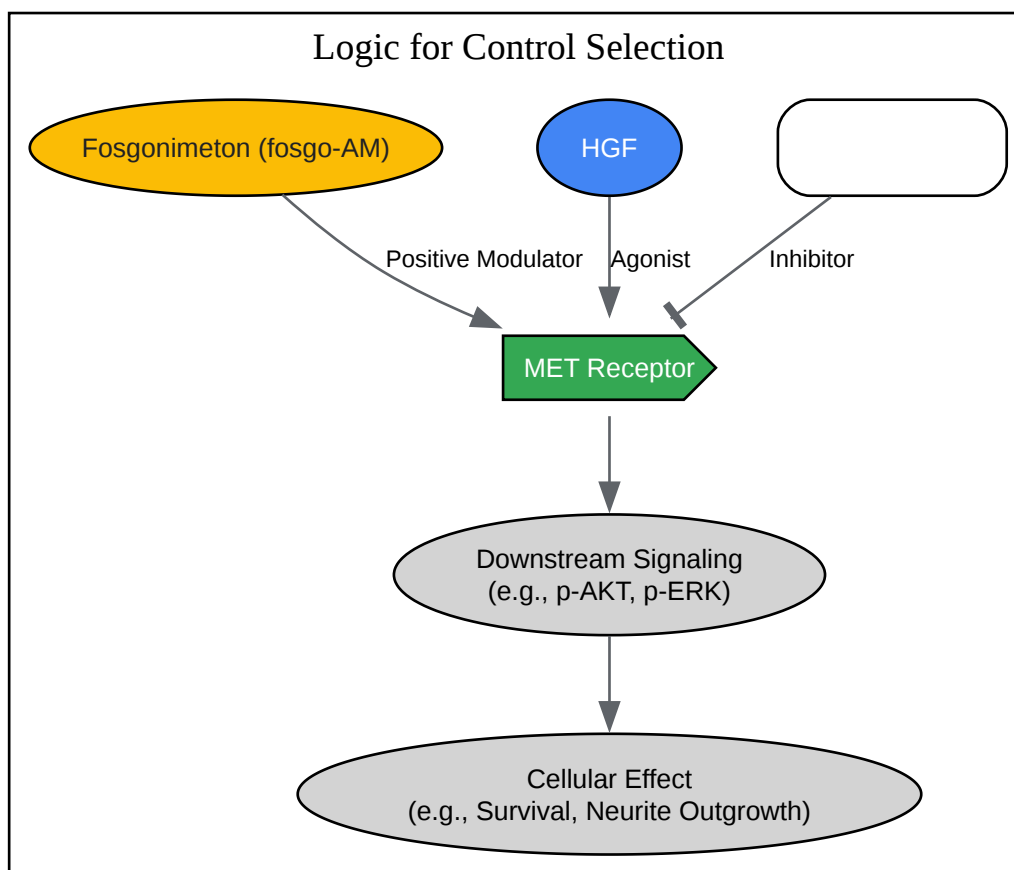 Logic for Control Selection
Fosgonimeton (fosgo-AM)
HGF
Positive Modulator
Agonist
Inhibitor
MET Receptor
Downstream Signaling
(e.g., p-AKT, p-ERK)
Cellular Effect
(e.g., Survival, Neurite Outgrowth)